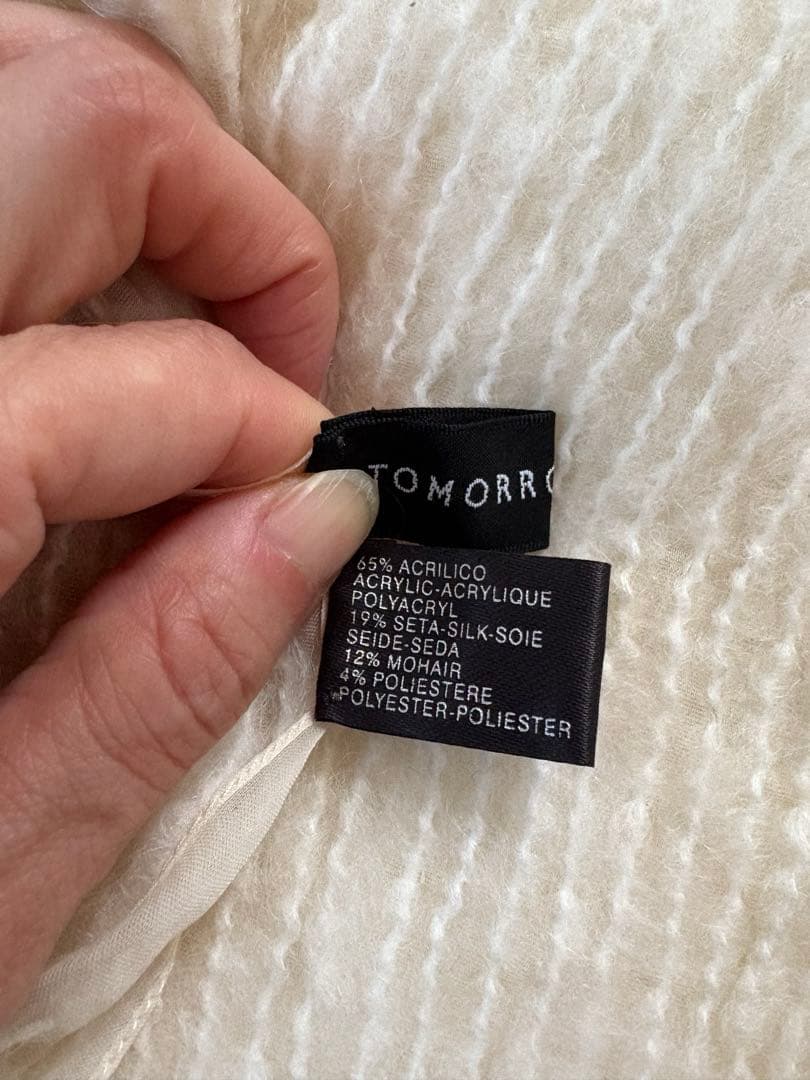 TOMORRO
65% ACRILICO
ACRYLIC-ACRYLIQUE
POLYACRYL
19% SETA-SILK-SOIE
SEIDE-SEDA
12% MOHAIR
4% POLIESTERE
POLYESTER-POLIESTER